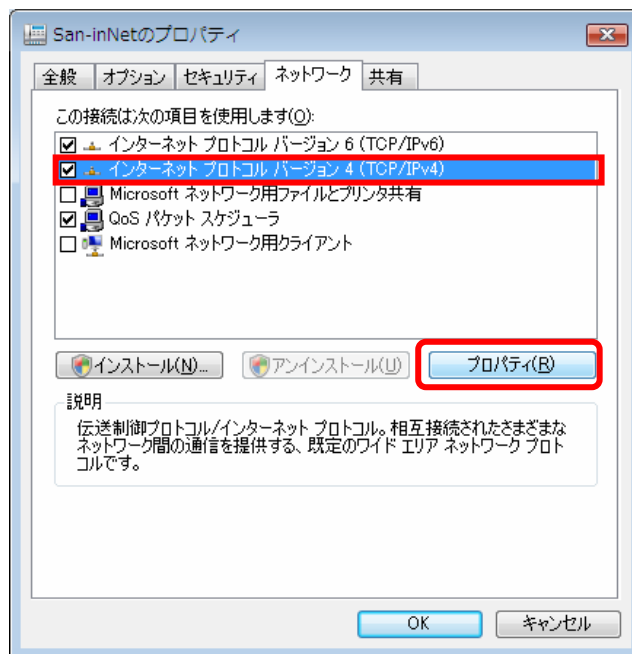 San-inNetのプロパティ
全般 オプション セキュリティ ネットワーク 共有
この接続は次の項目を使用します(O):
インターネット プロトコル バージョン 6 (TCP/IPv6)
インターネット プロトコル バージョン 4 (TCP/IPv4)
Microsoft ネットワーク用ファイルとプリンタ共有
QoS パケット スケジューラ
Microsoft ネットワーク用クライアント
インストール(N)... アンインストール(U) プロパティ(R)
説明
伝送制御プロトコル/インターネット プロトコル。相互接続されたさまざまな
ネットワーク間の通信を提供する、既定のワイド エリア ネットワーク プロト
コルです。
OK キャンセル